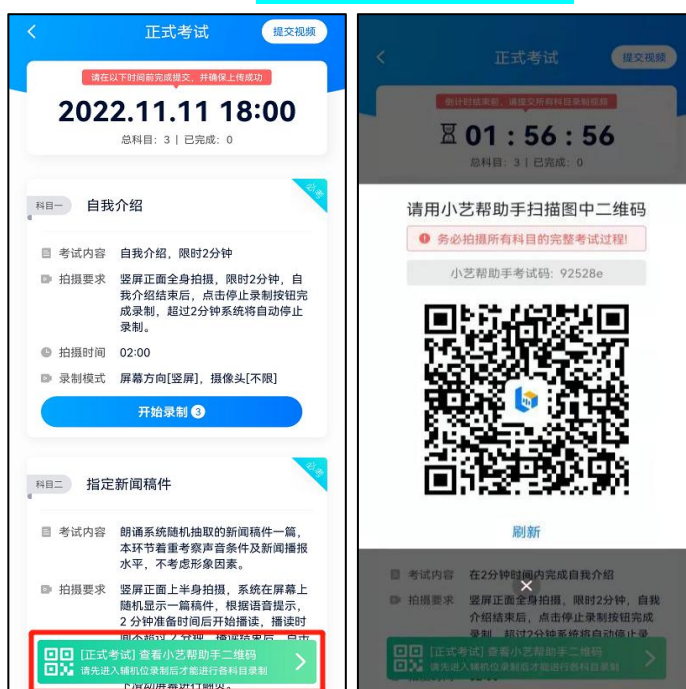 正式考试
提交视频
请在以下时间前完成提交，并确保上传成功
2022.11.11 18:00
总科目：3 | 已完成：0
必考
科目一
自我介绍
考试内容 自我介绍，限时2分钟
拍摄要求 竖屏正面全身拍摄，限时2分钟，自
我介绍结束后，点击停止录制按钮完
成录制，超过2分钟系统将自动停止
录制。
拍摄时间 02:00
录制模式 屏幕方向[竖屏]，摄像头[不限]
开始录制 3
必考
科目二
指定新闻稿件
考试内容 朗诵系统随机抽取的新闻稿件一篇，
本环节着重考察声音条件及新闻播报
水平，不考虑形象因素。
拍摄要求 竖屏正面上半身拍摄，系统在屏幕上
随机显示一篇稿件，根据语音提示，
2 分钟准备时间后开始播读，播读时
[正式考试] 查看小艺帮助手二维码
请先进入辅机位录制后才能进行各科目录制
下滑动屏幕进行翻页。
正式考试
提交视频
倒计时结束前，请提交所有科目录制视频
01 : 56 : 56
总科目：3 | 已完成：0
请用小艺帮助手扫描图中二维码
务必拍摄所有科目的完整考试过程!
小艺帮助手考试码：92528e
刷新
考试内容 在2分钟时间内完成自我介绍
拍摄要求 竖屏正面全身拍摄，限时2分钟，自我
介绍结束后，点击停止录制按钮完成
录制，超过2分钟系统将自动停止录
[正式考试] 查看小艺帮助手二维码
请先进入辅机位录制后才能进行各科目录制